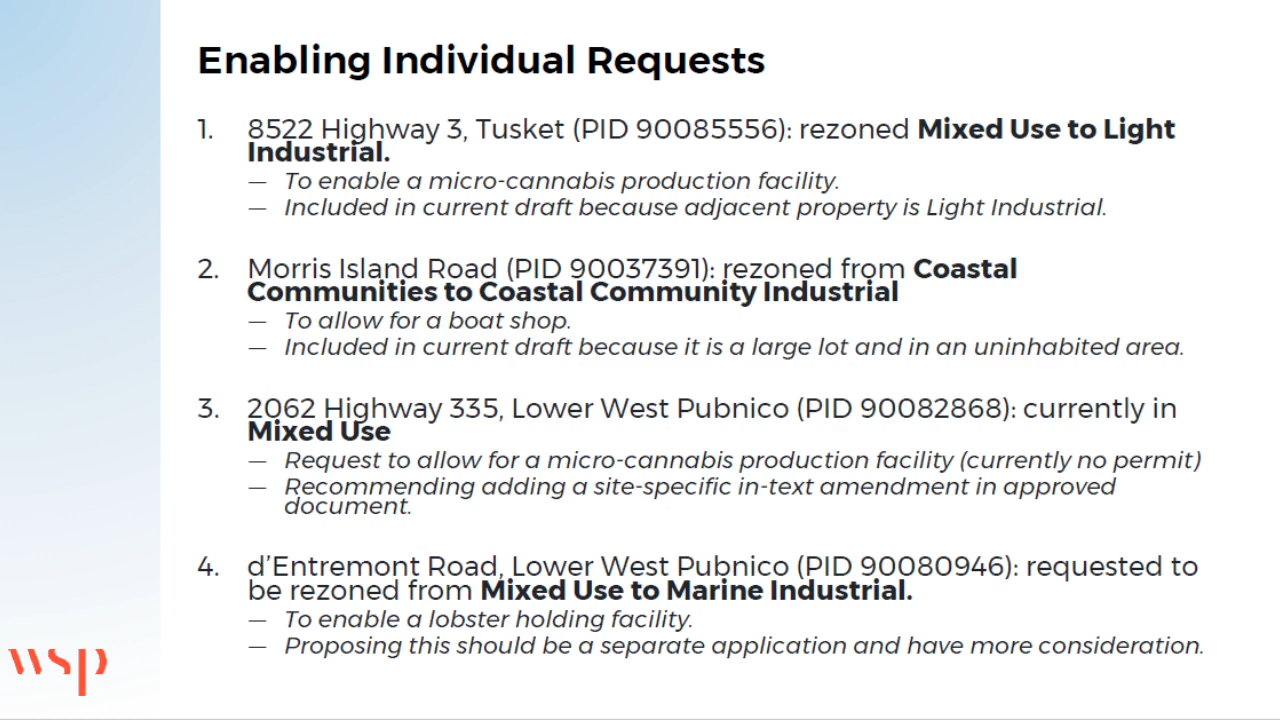 Enabling Individual Requests
1. 8522 Highway 3, Tusket (PID 90085556): rezoned Mixed Use to Light
Industrial.
— To enable a micro-cannabis production facility.
— Included in current draft because adjacent property is Light Industrial.
2. Morris Island Road (PID 90037391): rezoned from Coastal
Communities to Coastal Community Industrial
— To allow for a boat shop.
— Included in current draft because it is a large lot and in an uninhabited area.
3. 2062 Highway 335, Lower West Pubnico (PID 90082868): currently in
Mixed Use
— Request to allow for a micro-cannabis production facility (currently no permit)
— Recommending adding a site-specific in-text amendment in approved
document.
4. d’Entremont Road, Lower West Pubnico (PID 90080946): requested to
be rezoned from Mixed Use to Marine Industrial.
— To enable a lobster holding facility.
— Proposing this should be a separate application and have more consideration.
wsp